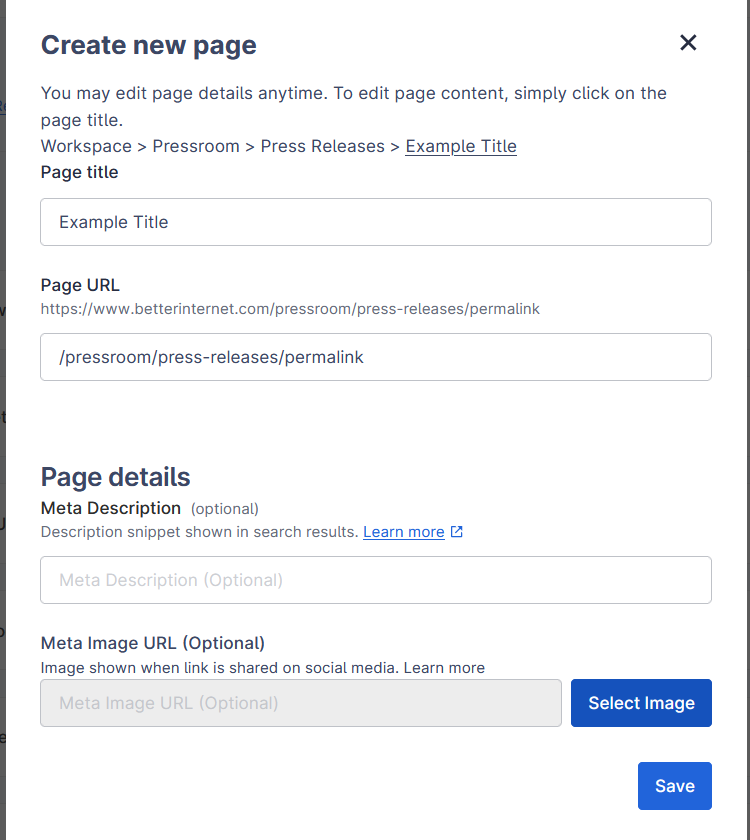 Create new page
You may edit page details anytime. To edit page content, simply click on the
page title.
Workspace > Pressroom > Press Releases > Example Title
Page title
Example Title
Page URL
https://www.betterinternet.com/pressroom/press-releases/permalink
/pressroom/press-releases/permalink
Page details
Meta Description (optional)
Description snippet shown in search results. Learn more
Meta Description (Optional)
Meta Image URL (Optional)
Image shown when link is shared on social media. Learn more
Meta Image URL (Optional)
Select Image
Save